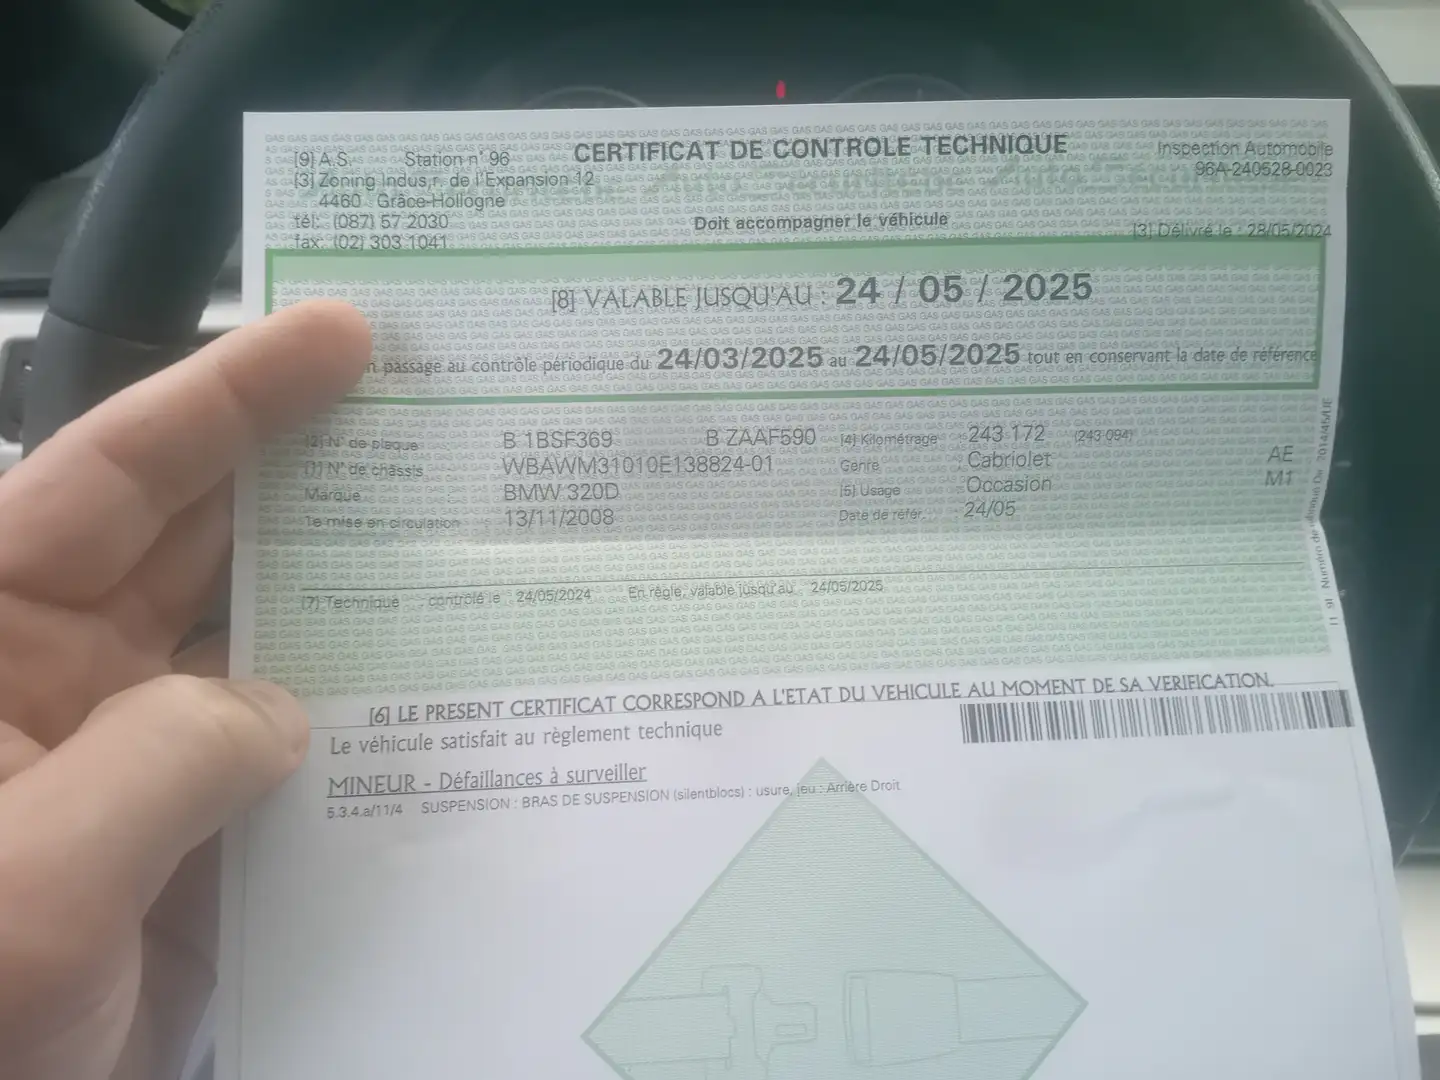 [9] A.S. Station n° 96
[3] Zoning Indus,r. de l'Expansion 12
4460 Grâce-Hollogne
tél: (087) 57 2030
fax: (02) 303 1041
CERTIFICAT DE CONTROLE TECHNIQUE
Doit accompagner le véhicule
Inspection Automobile
96A-240528-0023
[3] Délivré le : 28/05/2024
[8] VALABLE JUSQU'AU : 24 / 05 / 2025
passage au contrôle périodique du 24/03/2025 au 24/05/2025 tout en conservant la date de référence
[2] N° de plaque B 1BSF369 B ZAAF590 [4] Kilométrage : 243 172 (243 094)
[1] N° de châssis : WBAWM31010E138824-01 Genre : Cabriolet AE
Marque : BMW 320D [5] Usage : Occasion M1
1e mise en circulation : 13/11/2008 Date de référ. : 24/05
[7] Technique : contrôlé le 24/05/2024 En règle, valable jusqu'au 24/05/2025
[6] LE PRESENT CERTIFICAT CORRESPOND A L'ETAT DU VEHICULE AU MOMENT DE SA VERIFICATION.
Le véhicule satisfait au règlement technique
MINEUR - Défaillances à surveiller
5.3.4.a/11/4 SUSPENSION : BRAS DE SUSPENSION (silentblocs) : usure, jeu : Arrière Droit